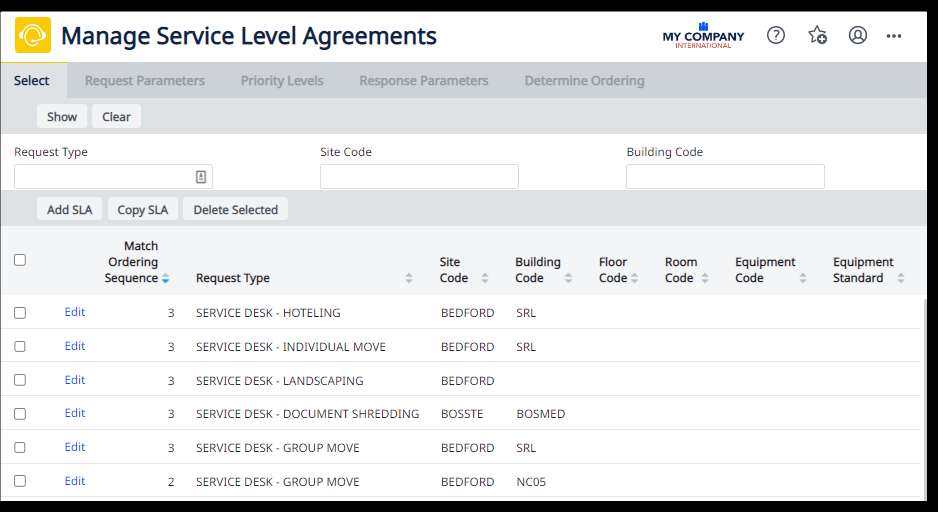 Manage Service Level Agreements
MY COMPANY
INTERNATIONAL
Select Request Parameters Priority Levels Response Parameters Determine Ordering
Show Clear
Request Type Site Code Building Code
Add SLA Copy SLA Delete Selected
Match Ordering Sequence Request Type Site Code Building Code Floor Code Room Code Equipment Code Equipment Standard
Edit 3 SERVICE DESK - HOTELING BEDFORD SRL
Edit 3 SERVICE DESK - INDIVIDUAL MOVE BEDFORD SRL
Edit 3 SERVICE DESK - LANDSCAPING BEDFORD
Edit 3 SERVICE DESK - DOCUMENT SHREDDING BOSSTE BOSMED
Edit 3 SERVICE DESK - GROUP MOVE BEDFORD SRL
Edit 2 SERVICE DESK - GROUP MOVE BEDFORD NC05